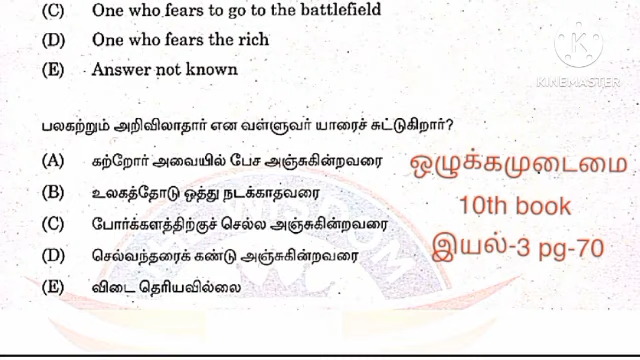 (C) One who fears to go to the battlefield
(D) One who fears the rich
(E) Answer not known
KINEMASTER
பலகற்றும் அறிவிலாதார் என வள்ளுவர் யாரைச் சுட்டுகிறார்?
(A) கற்றோர் அவையில் பேச அஞ்சுகின்றவரை
ஒழுக்கமுடைமை
(B) உலகத்தோடு ஒத்து நடக்காதவரை
10th book
(C) போர்க்களத்திற்குச் செல்ல அஞ்சுகின்றவரை
இயல்-3 pg-70
(D) செல்வந்தரைக் கண்டு அஞ்சுகின்றவரை
(E) விடை தெரியவில்லை